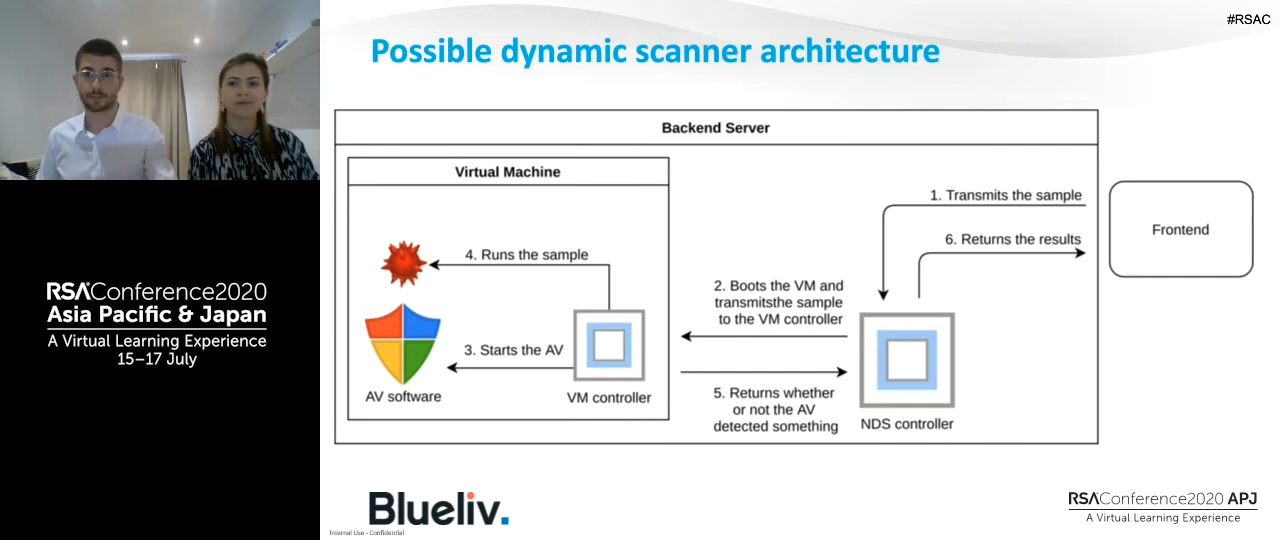 #RSAC
Possible dynamic scanner architecture
Backend Server
Virtual Machine
1. Transmits the sample
Frontend
6. Returns the results
4. Runs the sample
2. Boots the VM and
transmitsthe sample
to the VM controller
3. Starts the AV
5. Returns whether
or not the AV
detected something
AV software
VM controller
NDS controller
RSAConference2020
Asia Pacific & Japan
A Virtual Learning Experience
15–17 July
Blueliv.
Internal Use - Confidential
RSAConference2020 APJ
A Virtual Learning Experience